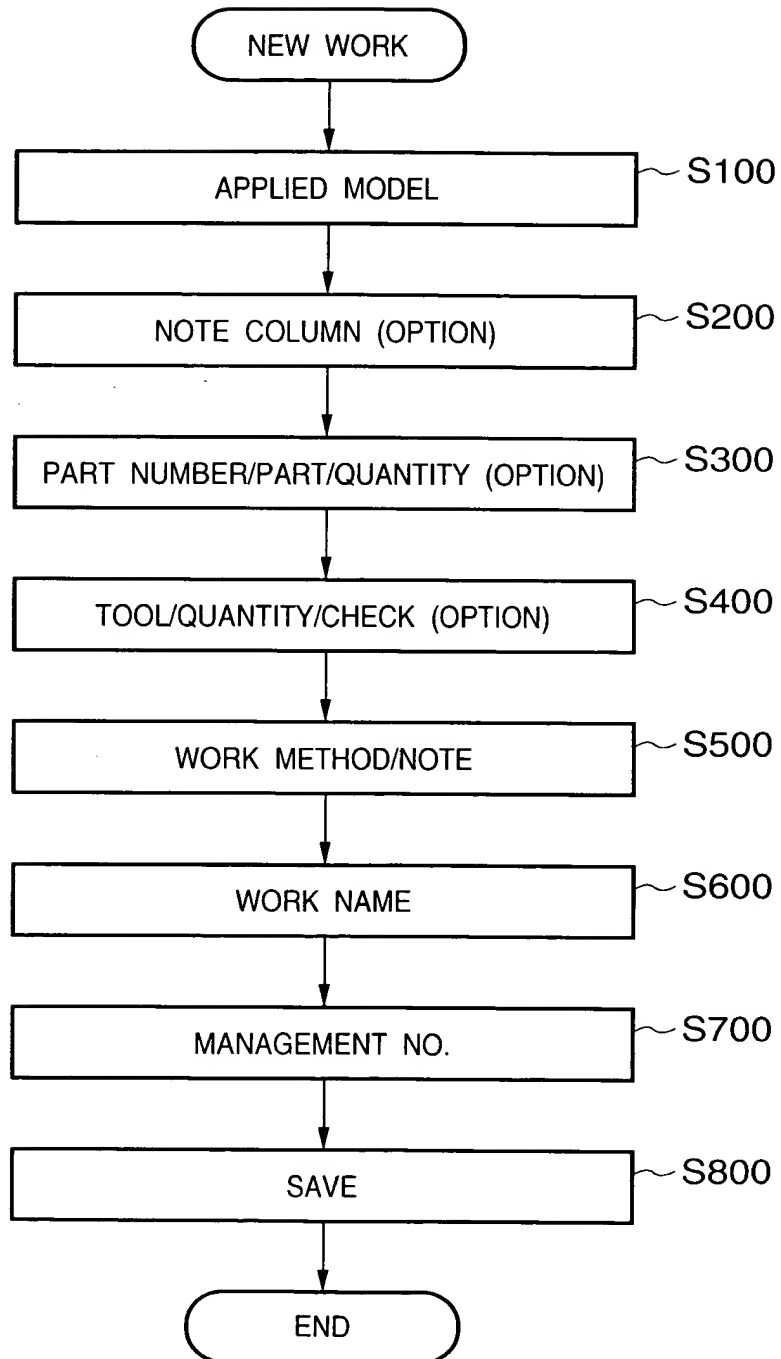 NEW WORK
APPLIED MODEL
S100
NOTE COLUMN (OPTION)
S200
PART NUMBER/PART/QUANTITY (OPTION)
S300
TOOL/QUANTITY/CHECK (OPTION)
S400
WORK METHOD/NOTE
S500
WORK NAME
S600
MANAGEMENT NO.
S700
SAVE
S800
END